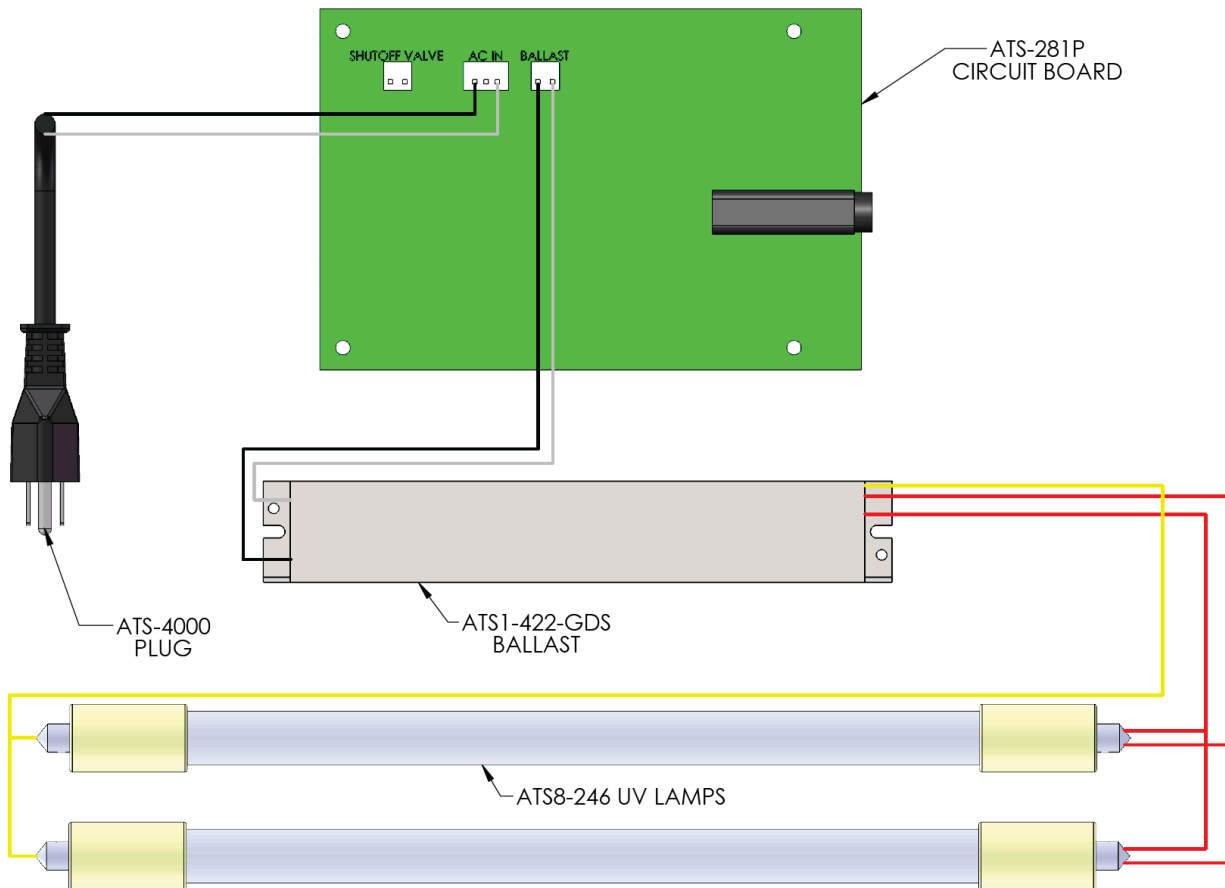 SHUTOFF VALVE AC IN BALLAST
ATS-281P
CIRCUIT BOARD
ATS-4000
PLUG
ATS1-422-GDS
BALLAST
ATS8-246 UV LAMPS